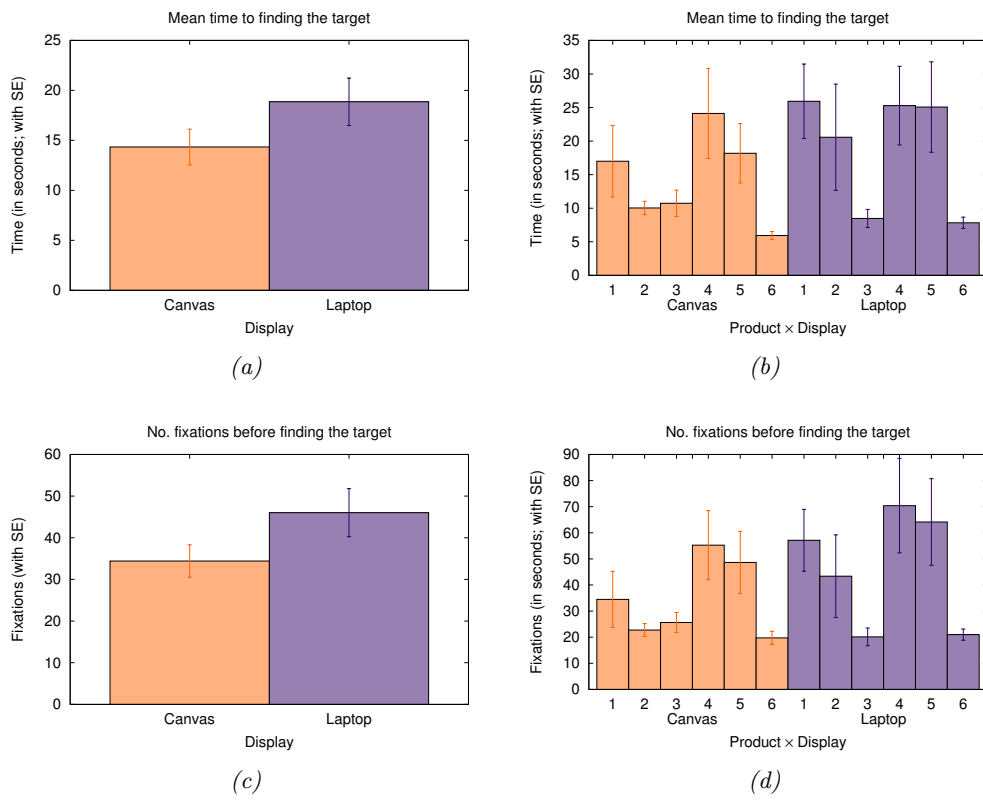 Mean time to finding the target
Time (in seconds; with SE)
25
20
15
10
5
0
Canvas Laptop
Display
(a)
Mean time to finding the target
Time (in seconds; with SE)
35
30
25
20
15
10
5
0
1 2 3 4 5 6 1 2 3 4 5 6
Canvas Laptop
Product × Display
(b)
No. fixations before finding the target
Fixations (with SE)
60
50
40
30
20
10
0
Canvas Laptop
Display
(c)
No. fixations before finding the target
Fixations (in seconds; with SE)
90
80
70
60
50
40
30
20
10
0
1 2 3 4 5 6 1 2 3 4 5 6
Canvas Laptop
Product × Display
(d)